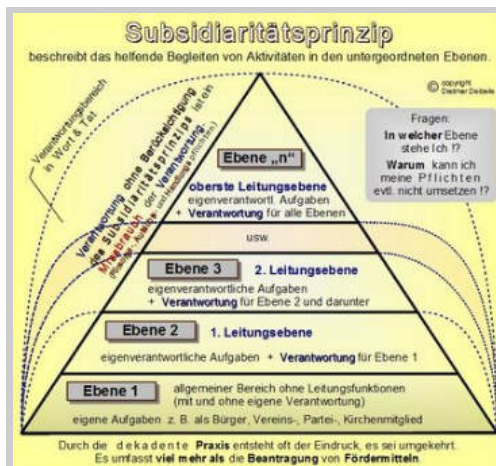 Subsidiaritätsprinzip
beschreibt das helfende Begleiten von Aktivitäten in den untergeordneten Ebenen.
© copyright
Verantwortungsbereich
in Wort & Tat
Verantwortung ohne Berücksichtigung
des Subsidiaritätsprinzips ist ein
Missbrauch der Verantwortung.
Fragen:
In welcher Ebene
stehe Ich !?
Warum kann ich
meine Pflichten
evtl. nicht umsetzen !?
Ebene „n"
oberste Leitungsebene
eigenverantwortl. Aufgaben
+ Verantwortung für alle Ebenen
usw.
Ebene 3 2. Leitungsebene
eigenverantwortliche Aufgaben
+ Verantwortung für Ebene 2 und darunter
Ebene 2 1. Leitungsebene
eigenverantwortliche Aufgaben + Verantwortung für Ebene 1
Ebene 1 allgemeiner Bereich ohne Leitungsfunktionen
(mit und ohne eigene Verantwortung)
eigene Aufgaben z. B. als Bürger, Vereins-, Partei-, Kirchenmitglied
Durch die dekadente Praxis entsteht oft der Eindruck, es sei umgekehrt.
Es umfasst viel mehr als die Beantragung von Fördermitteln.